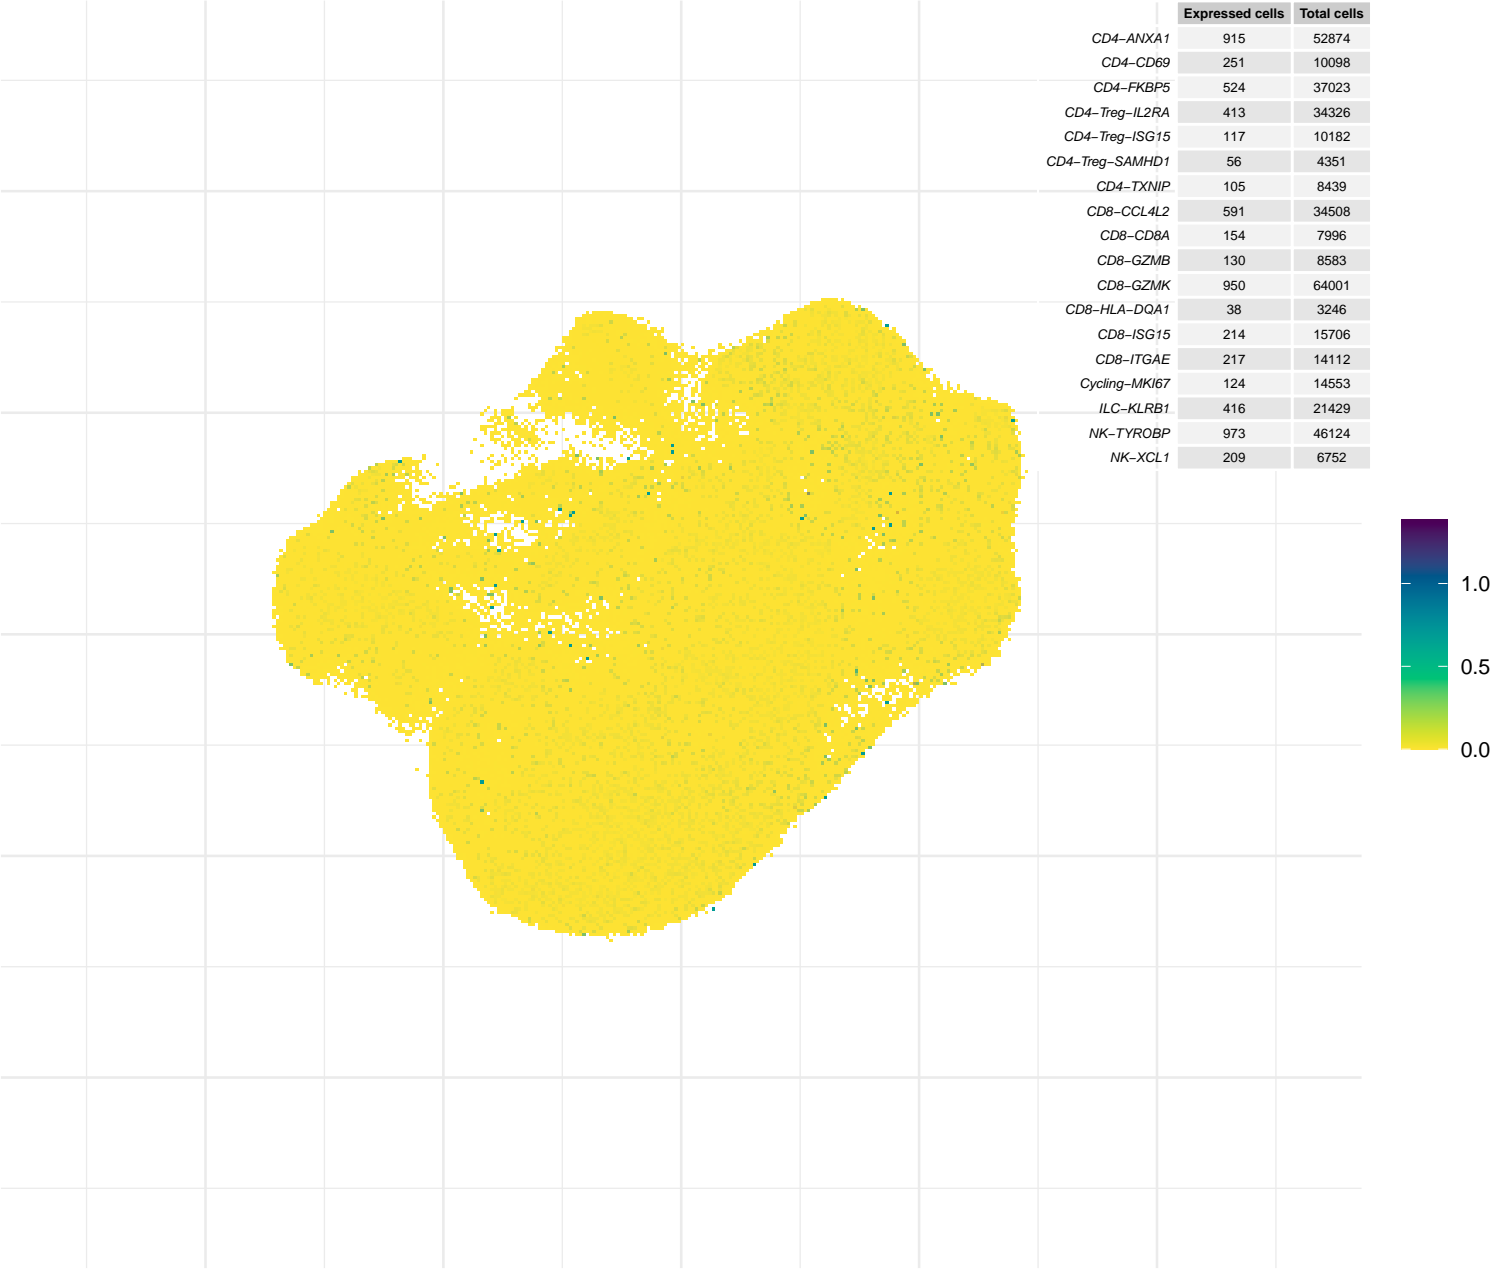 Expressed cells Total cells
CD4−ANXA1 915 52874
CD4−CD69 251 10098
CD4−FKBP5 524 37023
CD4−Treg−IL2RA 413 34326
CD4−Treg−ISG15 117 10182
CD4−Treg−SAMHD1 56 4351
CD4−TXNIP 105 8439
CD8−CCL4L2 591 34508
CD8−CD8A 154 7996
CD8−GZMB 130 8583
CD8−GZMK 950 64001
CD8−HLA−DQA1 38 3246
CD8−ISG15 214 15706
CD8−ITGAE 217 14112
Cycling−MKI67 124 14553
ILC−KLRB1 416 21429
NK−TYROBP 973 46124
NK−XCL1 209 6752
1.0
0.5
0.0